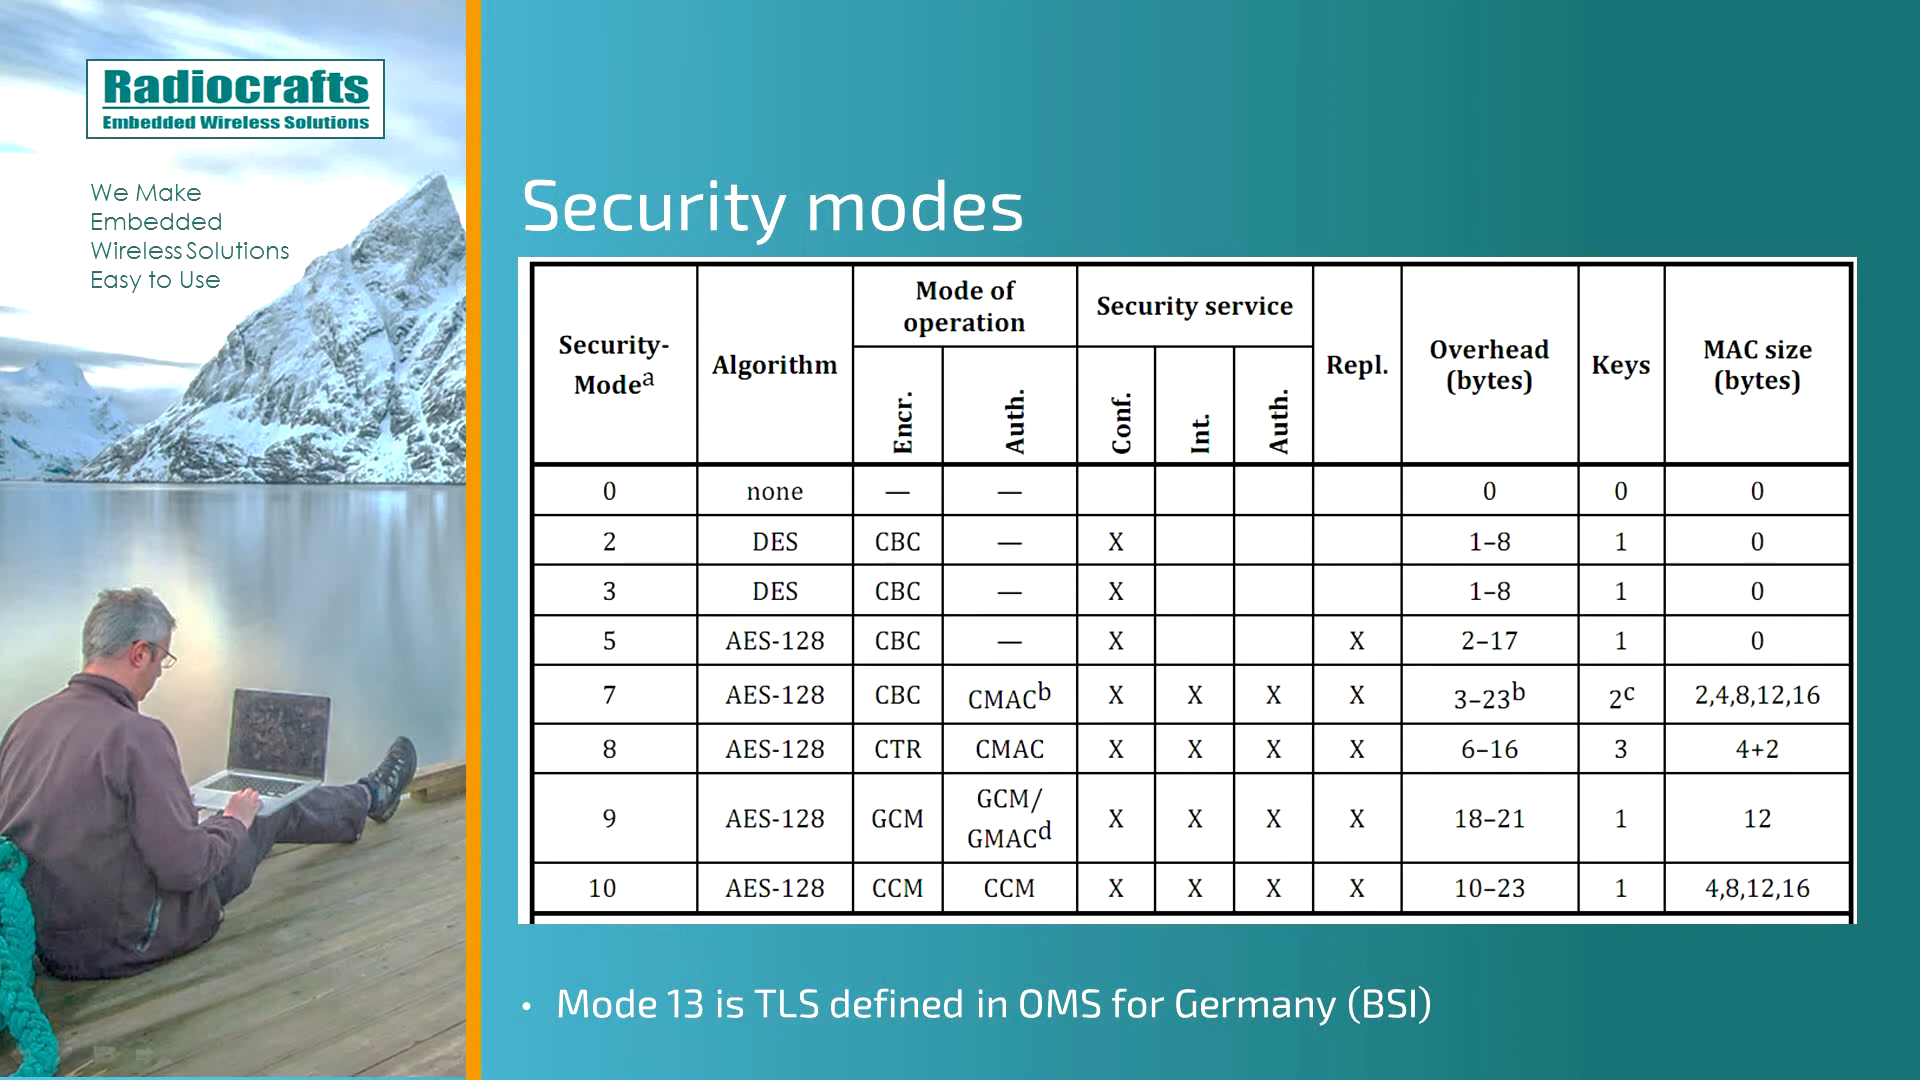 Radiocrafts
Embedded Wireless Solutions
We Make
Embedded
Wireless Solutions
Easy to Use
Security modes
Security-Modeᵃ Algorithm Mode of operation Security service Repl. Overhead (bytes) Keys MAC size (bytes)
Encr. Auth. Conf. Int. Auth.
0 none — — 0 0 0
2 DES CBC — X 1–8 1 0
3 DES CBC — X 1–8 1 0
5 AES-128 CBC — X X 2–17 1 0
7 AES-128 CBC CMACᵇ X X X X 3–23ᵇ 2ᶜ 2,4,8,12,16
8 AES-128 CTR CMAC X X X X 6–16 3 4+2
9 AES-128 GCM GCM/GMACᵈ X X X X 18–21 1 12
10 AES-128 CCM CCM X X X X 10–23 1 4,8,12,16
• Mode 13 is TLS defined in OMS for Germany (BSI)